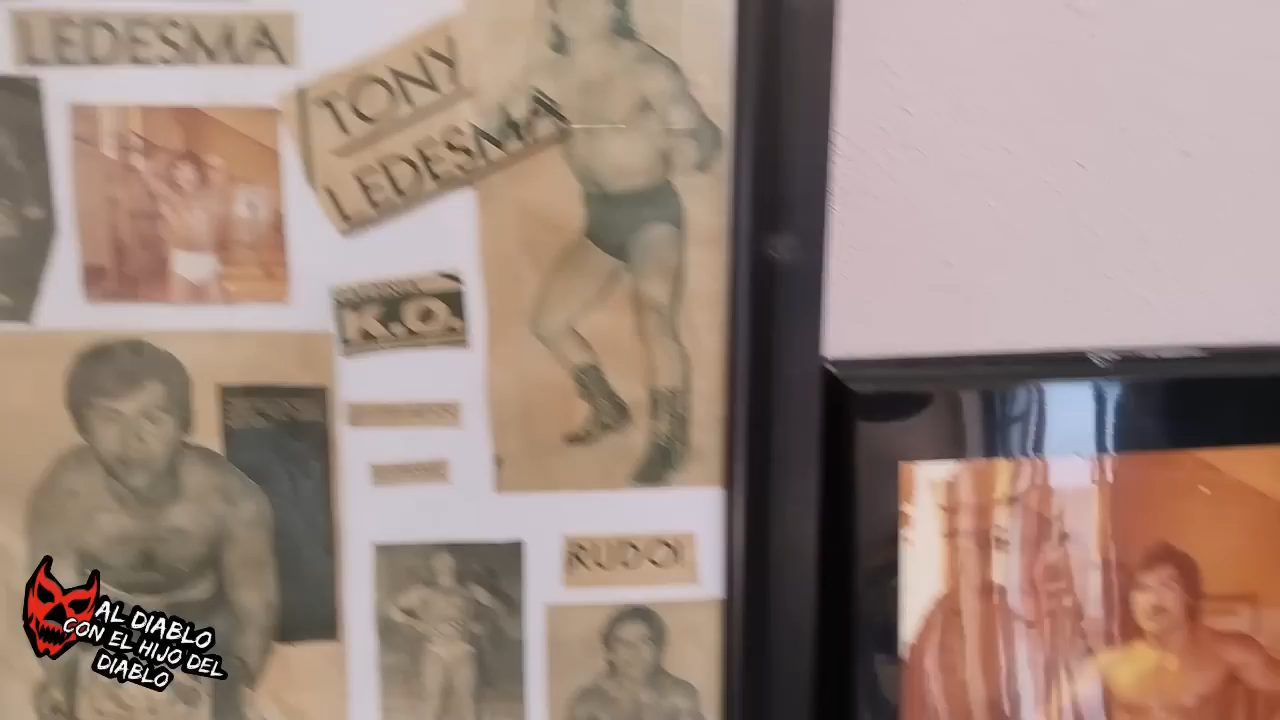 LEDESMA
TONY
LEDESMA
K.O.
RUDO!
AL DIABLO
CON EL HIJO DEL
DIABLO